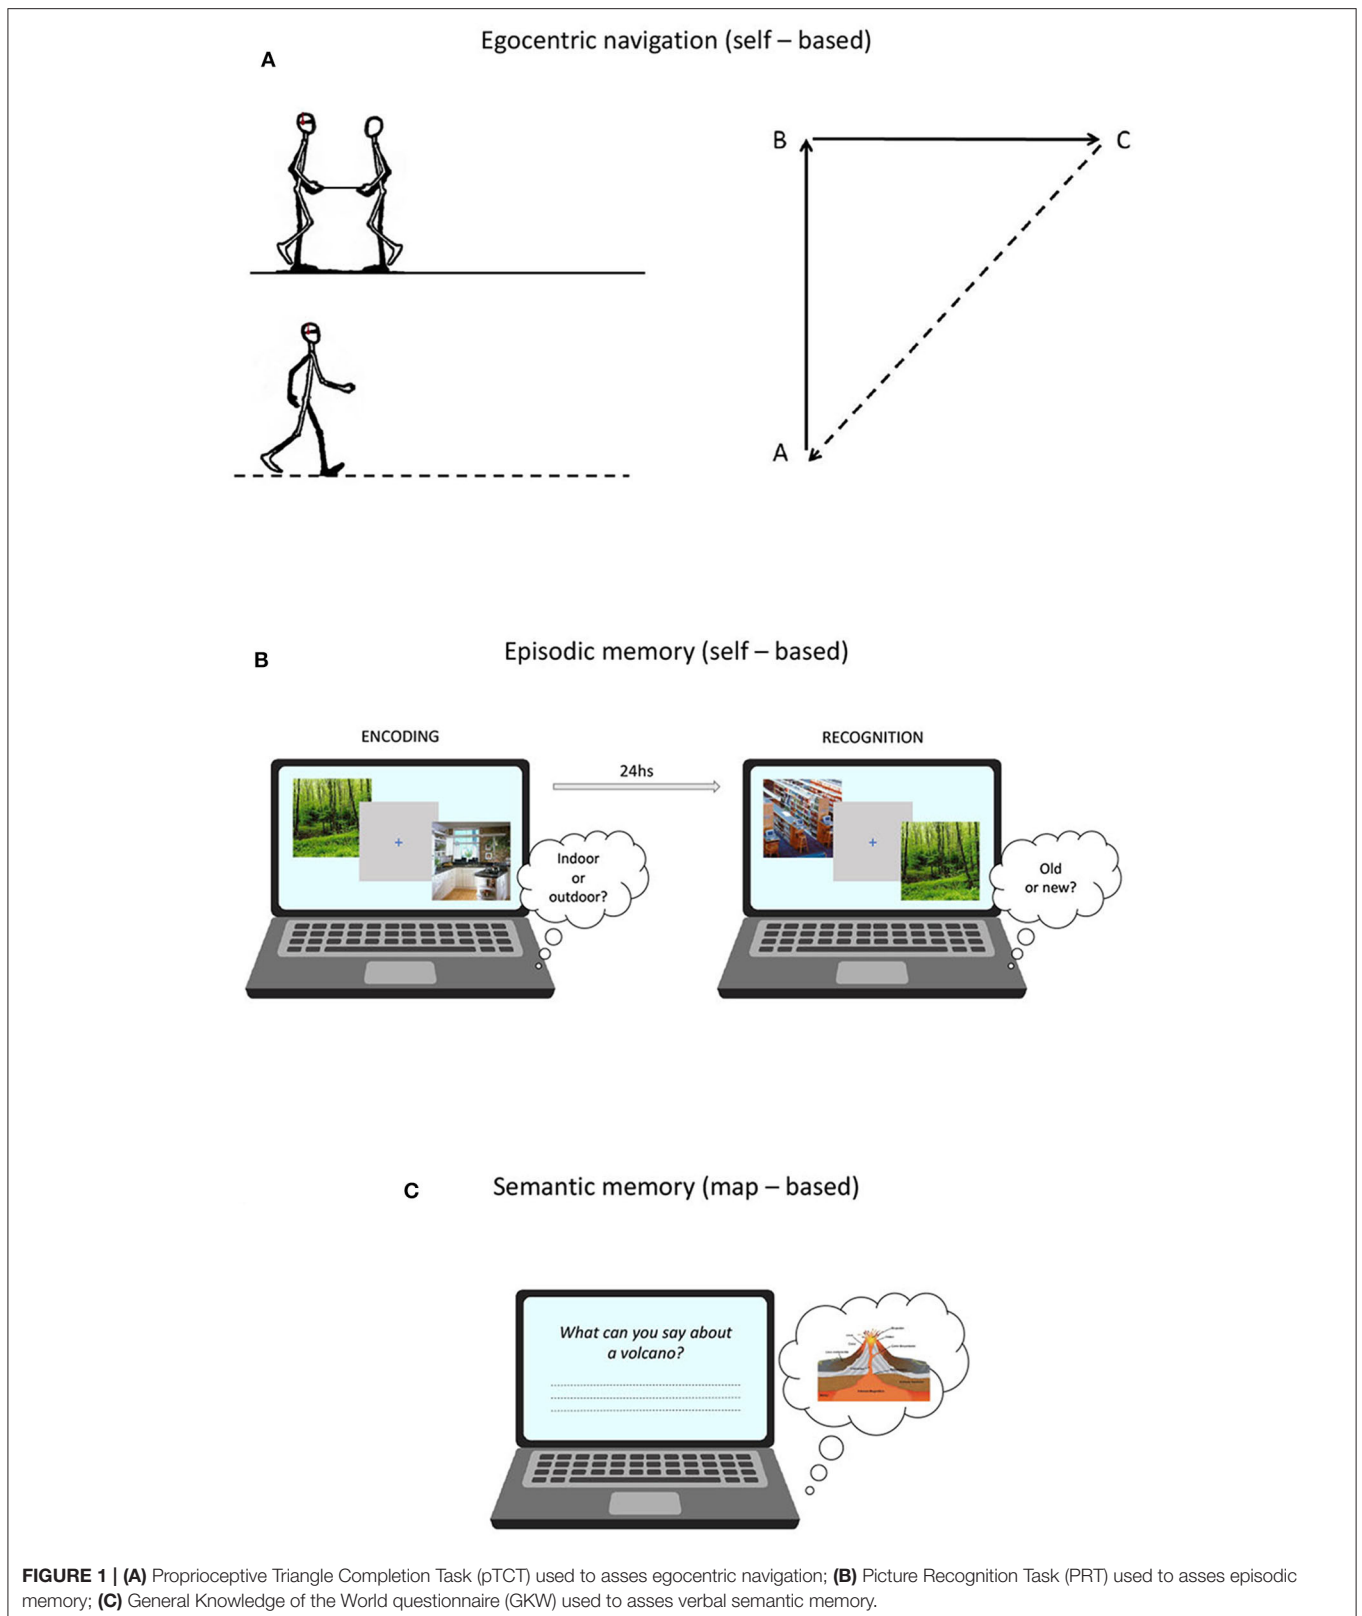 Egocentric navigation (self – based)
A
B
C
A
Episodic memory (self – based)
B
ENCODING
RECOGNITION
24hs
Indoor
or
outdoor?
Old
or new?
Semantic memory (map – based)
C
What can you say about
a volcano?
FIGURE 1 | (A) Proprioceptive Triangle Completion Task (pTCT) used to asses egocentric navigation; (B) Picture Recognition Task (PRT) used to asses episodic
memory; (C) General Knowledge of the World questionnaire (GKW) used to asses verbal semantic memory.